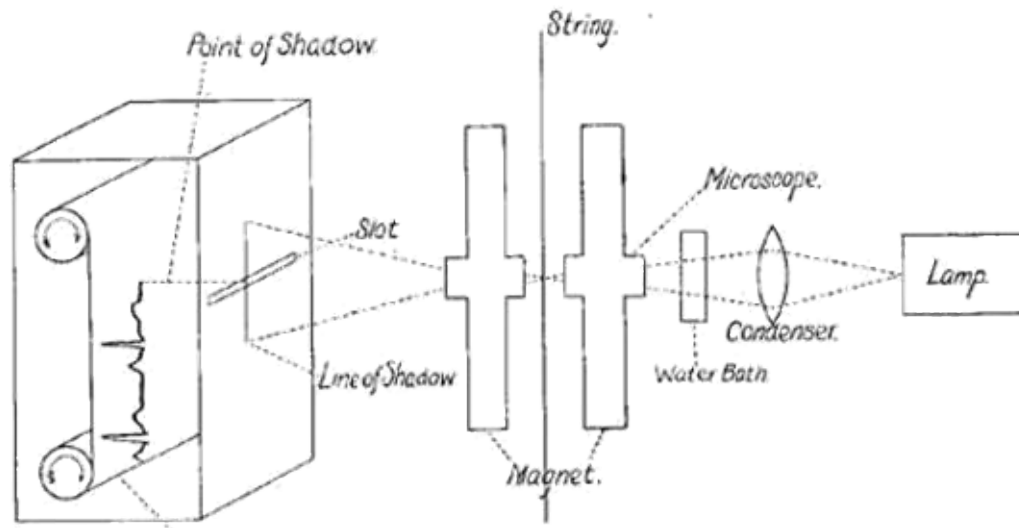 String.
Point of Shadow.
Microscope.
Slot
Lamp.
Condenser.
Line of Shadow
Water Bath
Magnet.